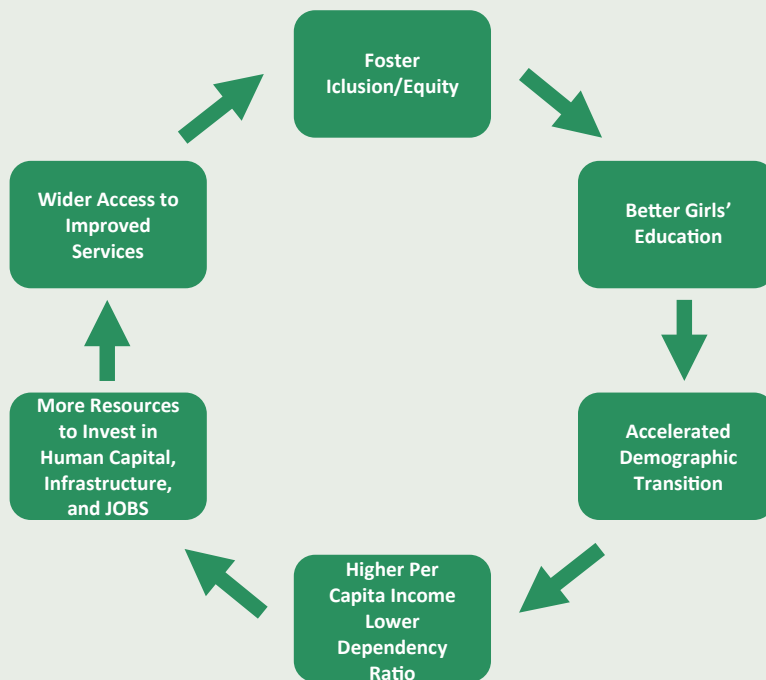 Foster
Iclusion/Equity
Better Girls’
Education
Accelerated
Demographic
Transition
Higher Per
Capita Income
Lower
Dependency
Ratio
More Resources
to Invest in
Human Capital,
Infrastructure,
and JOBS
Wider Access to
Improved
Services